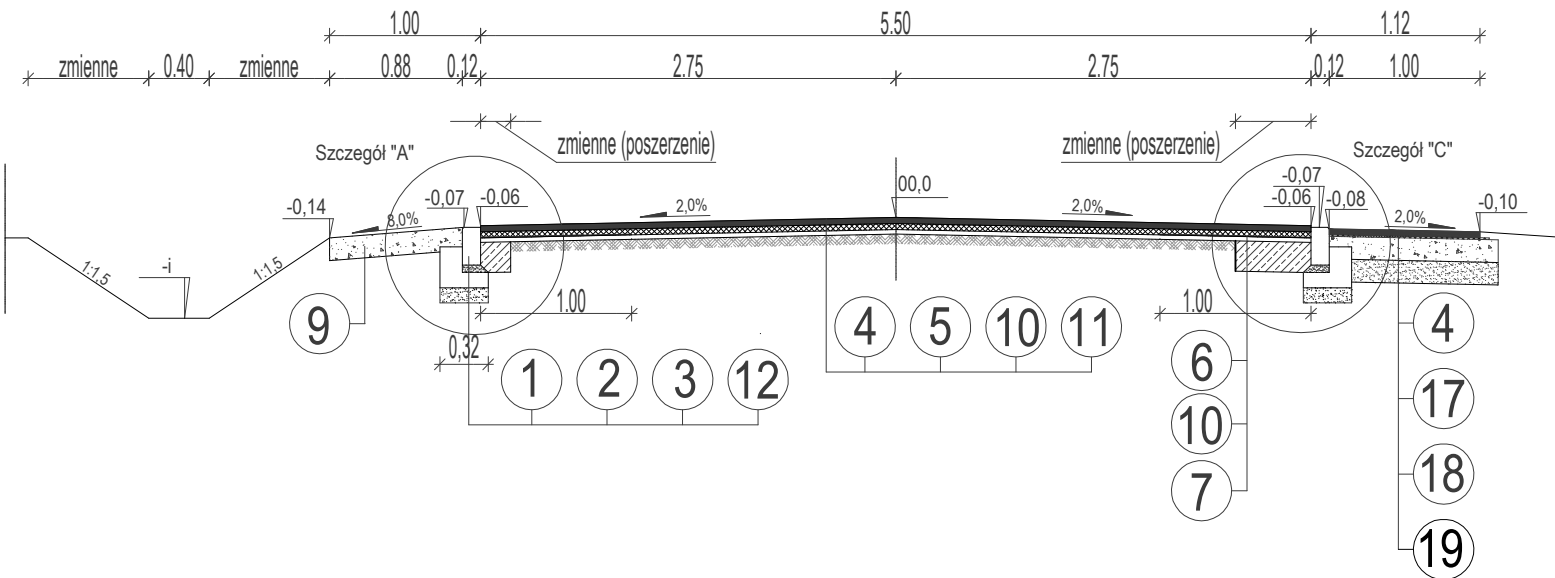 1.00 5.50 1.12
zmienne 0.40 zmienne 0.88 0.12 2.75 2.75 0.12 1.00
zmienne (poszerzenie) zmienne (poszerzenie)
Szczegół "A" Szczegół "C"
-0,14 -0,07 -0,06 00,0 -0,07 -0,06 -0,08 -0,10
8,0% 2,0% 2,0% 2,0%
1:1,5 -i 1:1,5
1.00 1.00
9 4 5 10 11 4
0,32
1 2 3 12 6
17
10
18
7
19